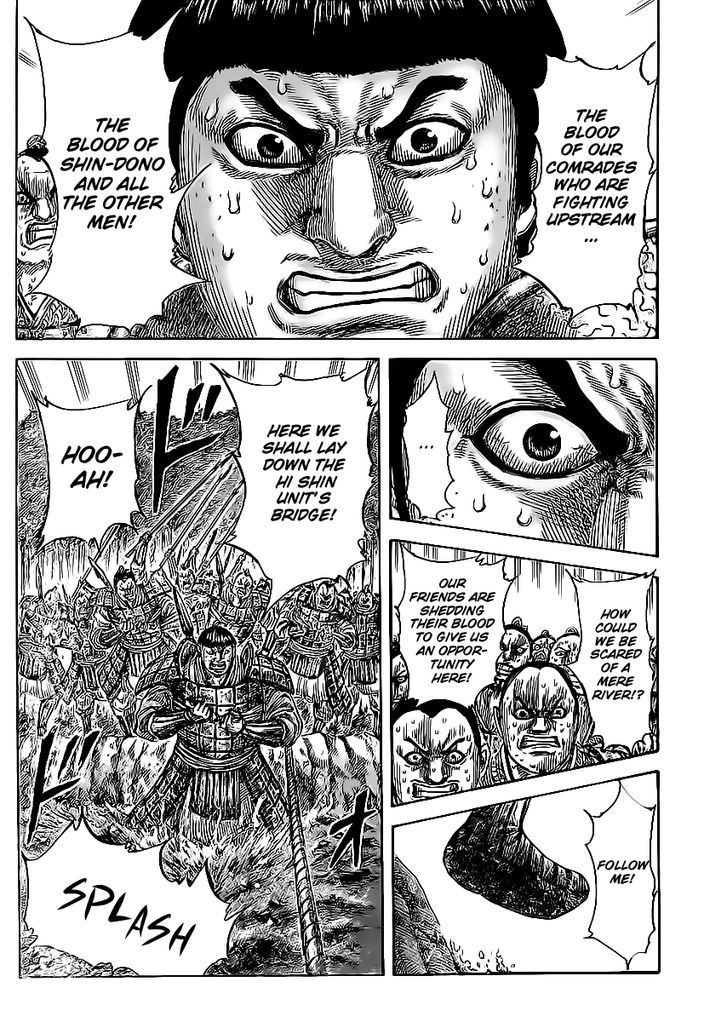 THE
BLOOD
OF OUR
COMRADES
WHO ARE
FIGHTING
UPSTREAM
...
THE
BLOOD OF
SHIN-DONO
AND ALL
THE OTHER
MEN!
...
HOW
COULD
WE BE
SCARED
OF A
MERE
RIVER!?
OUR
FRIENDS ARE
SHEDDING
THEIR BLOOD
TO GIVE US
AN OPPOR-
TUNITY
HERE!
FOLLOW
ME!
HERE WE
SHALL LAY
DOWN THE
HI SHIN
UNIT'S
BRIDGE!
HOO-
AH!
ド
ド
オ
SPLASH